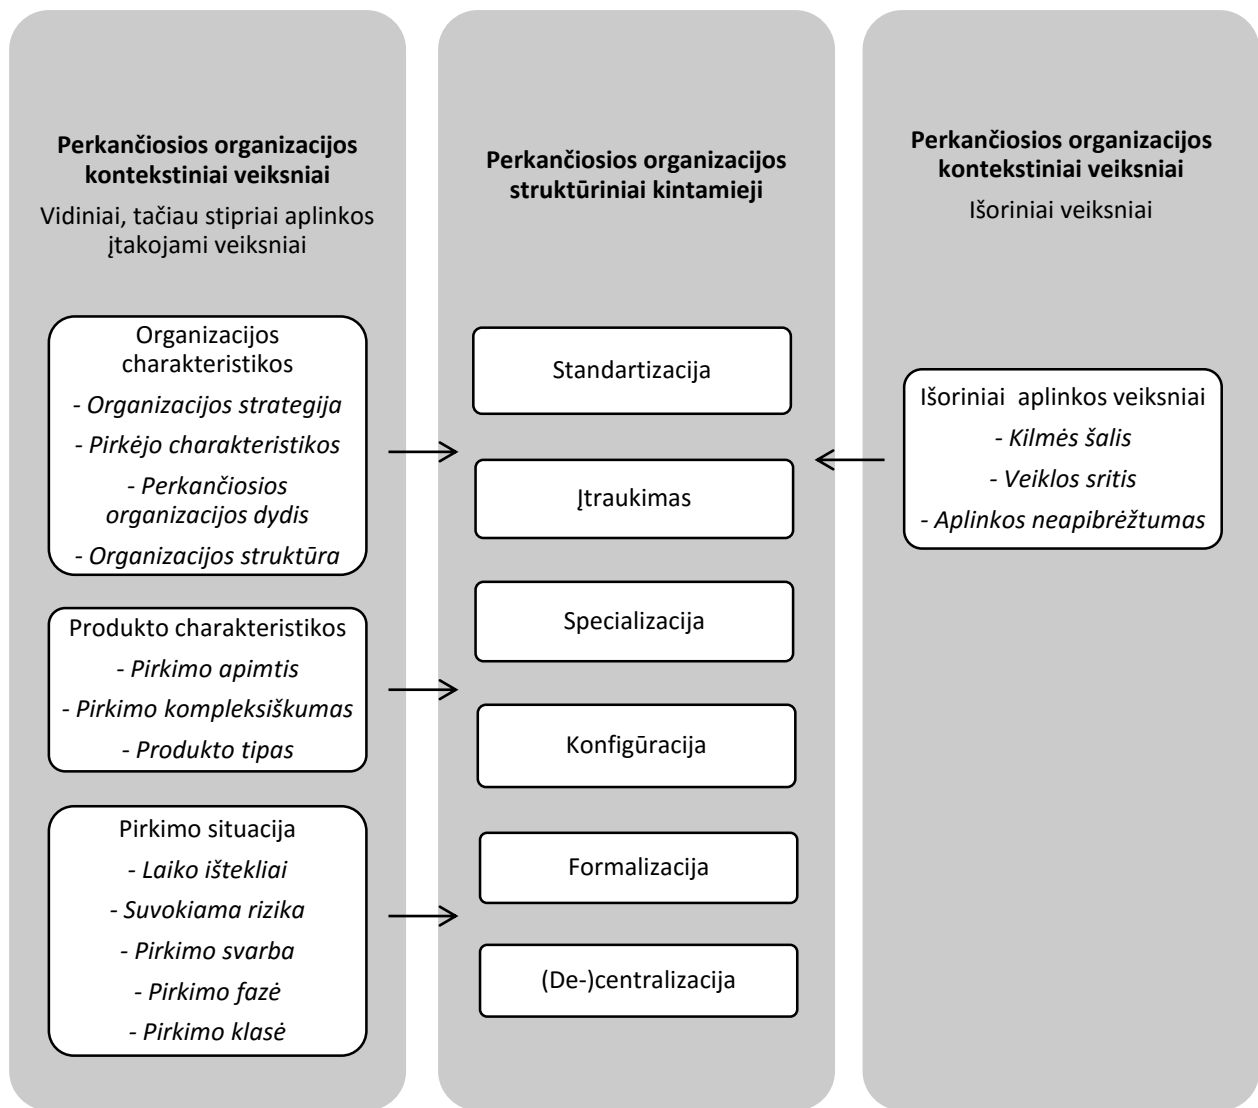 Perkančiosios organizacijos
kontekstiniai veiksniai
Vidiniai, tačiau stipriai aplinkos
įtakojami veiksniai
Organizacijos
charakteristikos
- Organizacijos strategija
- Pirkėjo charakteristikos
- Perkančiosios
organizacijos dydis
- Organizacijos struktūra
Produkto charakteristikos
- Pirkimo apimtis
- Pirkimo kompleksiškumas
- Produkto tipas
Pirkimo situacija
- Laiko ištekliai
- Suvokiama rizika
- Pirkimo svarba
- Pirkimo fazė
- Pirkimo klasė
Perkančiosios organizacijos
struktūriniai kintamieji
Standartizacija
Įtraukimas
Specializacija
Konfigūracija
Formalizacija
(De-)centralizacija
Perkančiosios organizacijos
kontekstiniai veiksniai
Išoriniai veiksniai
Išoriniai  aplinkos veiksniai
- Kilmės šalis
- Veiklos sritis
- Aplinkos neapibrėžtumas